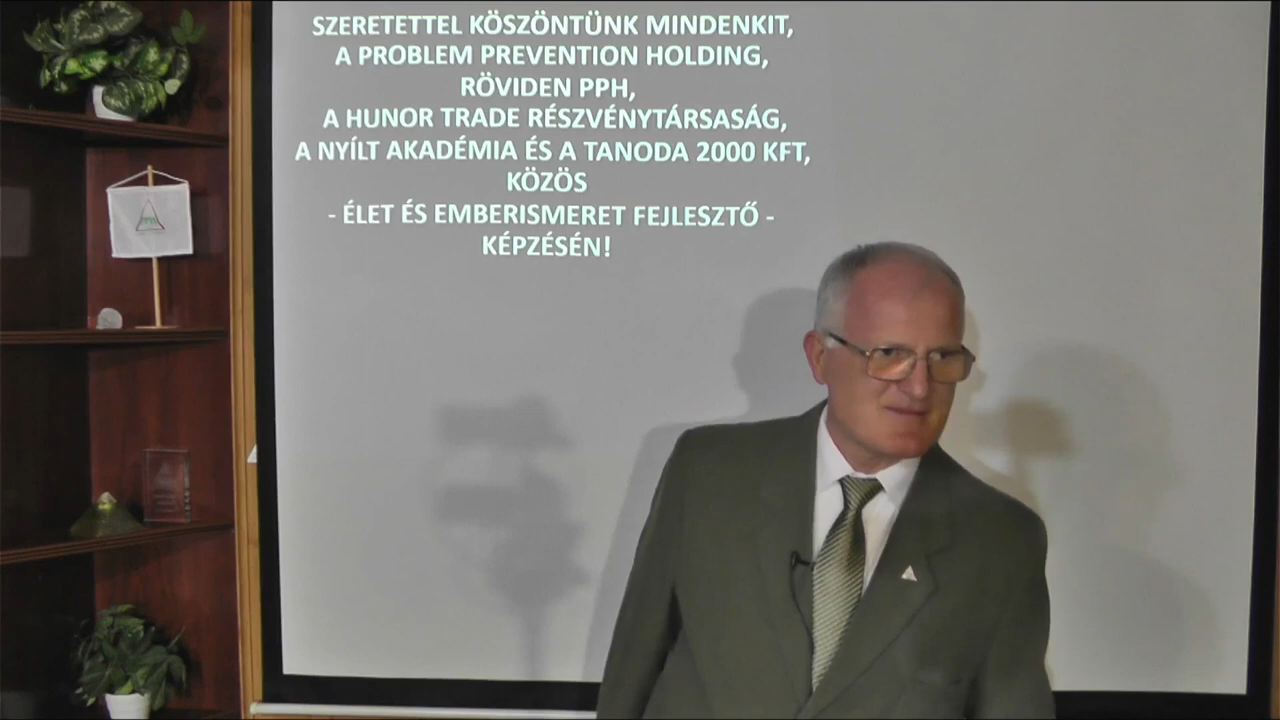 SZERETETTEL KÖSZÖNTÜNK MINDENKIT,
A PROBLEM PREVENTION HOLDING,
RÖVIDEN PPH,
A HUNOR TRADE RÉSZVÉNYTÁRSASÁG,
A NYÍLT AKADÉMIA ÉS A TANODA 2000 KFT,
KÖZÖS
- ÉLET ÉS EMBERISMERET FEJLESZTŐ -
KÉPZÉSÉN!